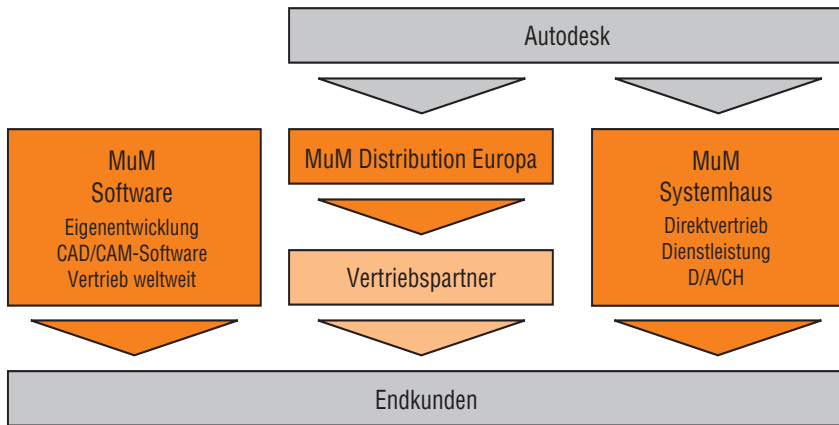 Autodesk
MuM
Software
Eigenentwicklung
CAD/CAM-Software
Vertrieb weltweit
MuM Distribution Europa
Vertriebspartner
MuM
Systemhaus
Direktvertrieb
Dienstleistung
D/A/CH
Endkunden